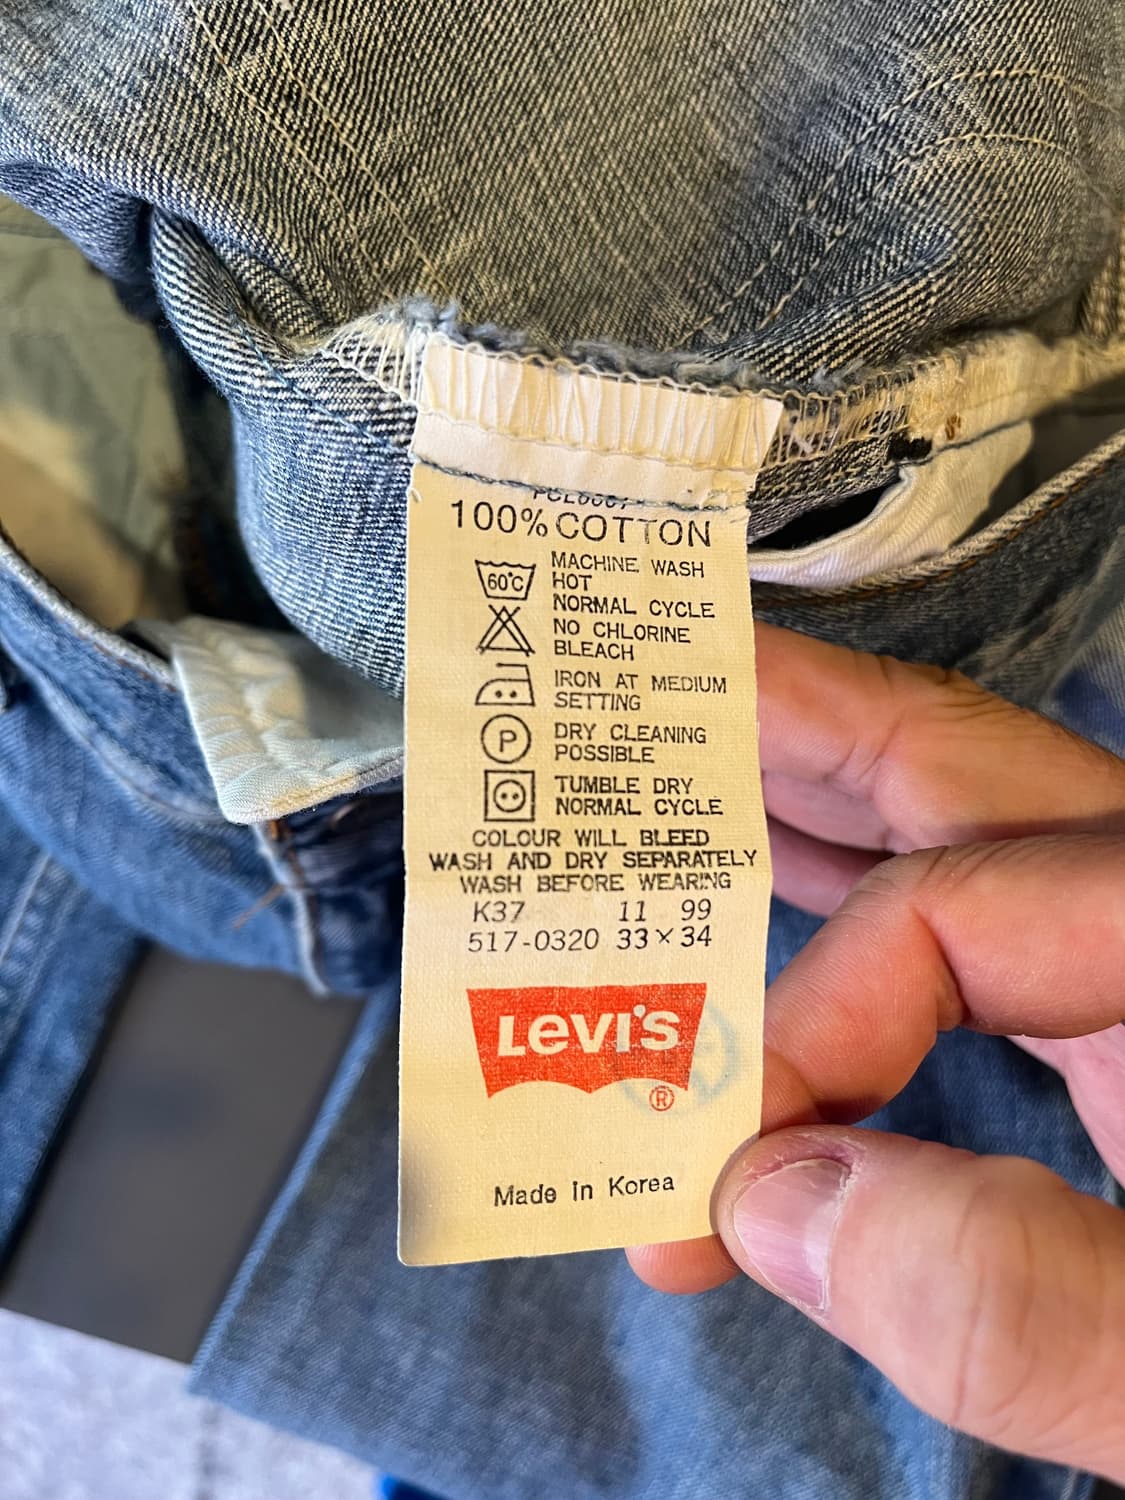 100% COTTON
60°C
MACHINE WASH
HOT
NORMAL CYCLE
NO CHLORINE
BLEACH
IRON AT MEDIUM
SETTING
P
DRY CLEANING
POSSIBLE
TUMBLE DRY
NORMAL CYCLE
COLOUR WILL BLEED
WASH AND DRY SEPARATELY
WASH BEFORE WEARING
K37 11 99
517-0320 33 × 34
LEVI'S
®
Made In Korea